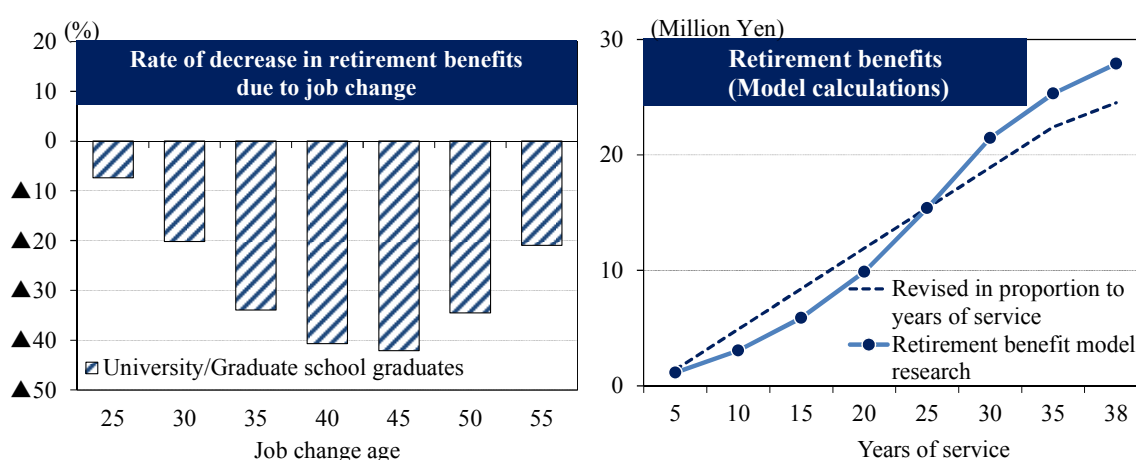 (%)
Rate of decrease in retirement benefits
due to job change
20
10
0
▲10
▲20
▲30
▲40
▲50
University/Graduate school graduates
25 30 35 40 45 50 55
Job change age
(Million Yen)
Retirement benefits
(Model calculations)
30
20
10
0
Revised in proportion to
years of service
Retirement benefit model
research
5 10 15 20 25 30 35 38
Years of service